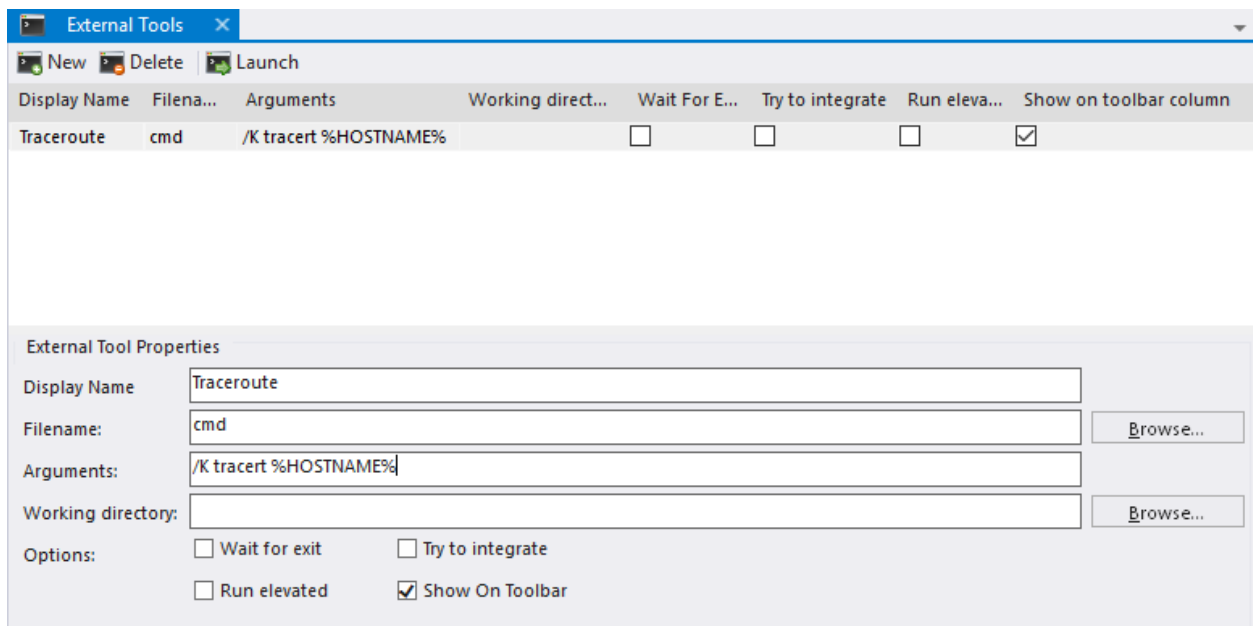 External Tools
New Delete Launch
Display Name Filena... Arguments Working direct... Wait For E... Try to integrate Run eleva... Show on toolbar column
Traceroute cmd /K tracert %HOSTNAME%
External Tool Properties
Display Name Traceroute
Filename: cmd Browse...
Arguments: /K tracert %HOSTNAME%
Working directory: Browse...
Options: Wait for exit Try to integrate
Run elevated Show On Toolbar